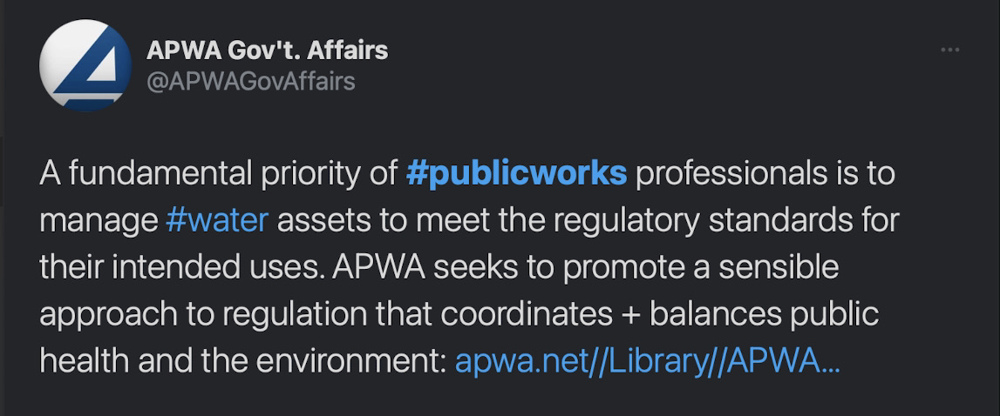 APWA Gov't. Affairs
@APWAGovAffairs
A fundamental priority of #publicworks professionals is to
manage #water assets to meet the regulatory standards for
their intended uses. APWA seeks to promote a sensible
approach to regulation that coordinates + balances public
health and the environment: apwa.net//Library//APWA...